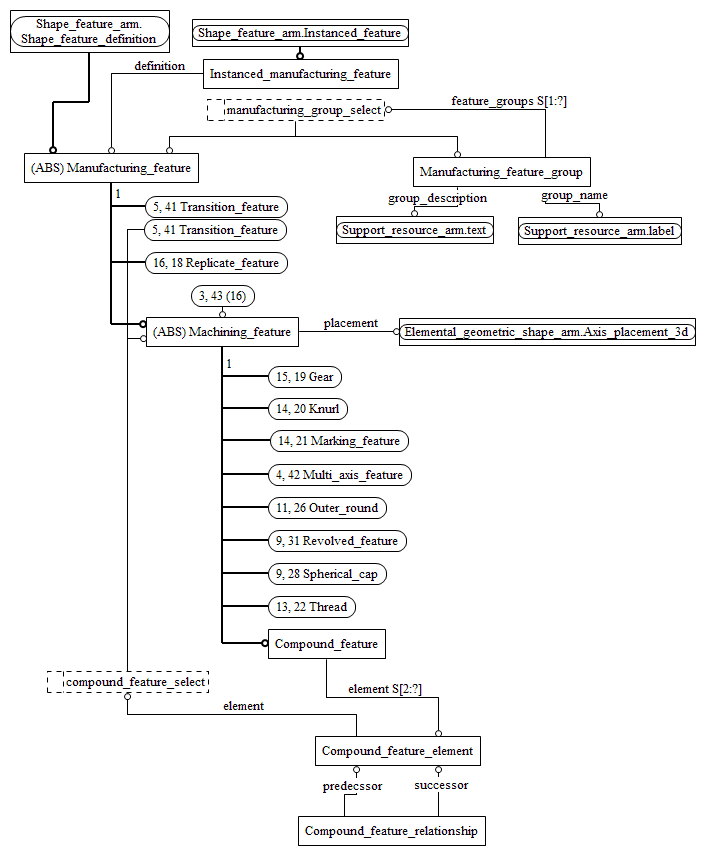 Shape_feature_arm.
Shape_feature_definition
Shape_feature_arm.Instanced_feature
definition
Instanced_manufacturing_feature
manufacturing_group_select
feature_groups S[1:?]
(ABS) Manufacturing_feature
Manufacturing_feature_group
1
group_description
group_name
5, 41 Transition_feature
5, 41 Transition_feature
Support_resource_arm.text
Support_resource_arm.label
16, 18 Replicate_feature
3, 43 (16)
(ABS) Machining_feature
placement
Elemental_geometric_shape_arm.Axis_placement_3d
1
15, 19 Gear
14, 20 Knurl
14, 21 Marking_feature
4, 42 Multi_axis_feature
11, 26 Outer_round
9, 31 Revolved_feature
9, 28 Spherical_cap
13, 22 Thread
Compound_feature
compound_feature_select
element S[2:?]
element
Compound_feature_element
predecssor
successor
Compound_feature_relationship